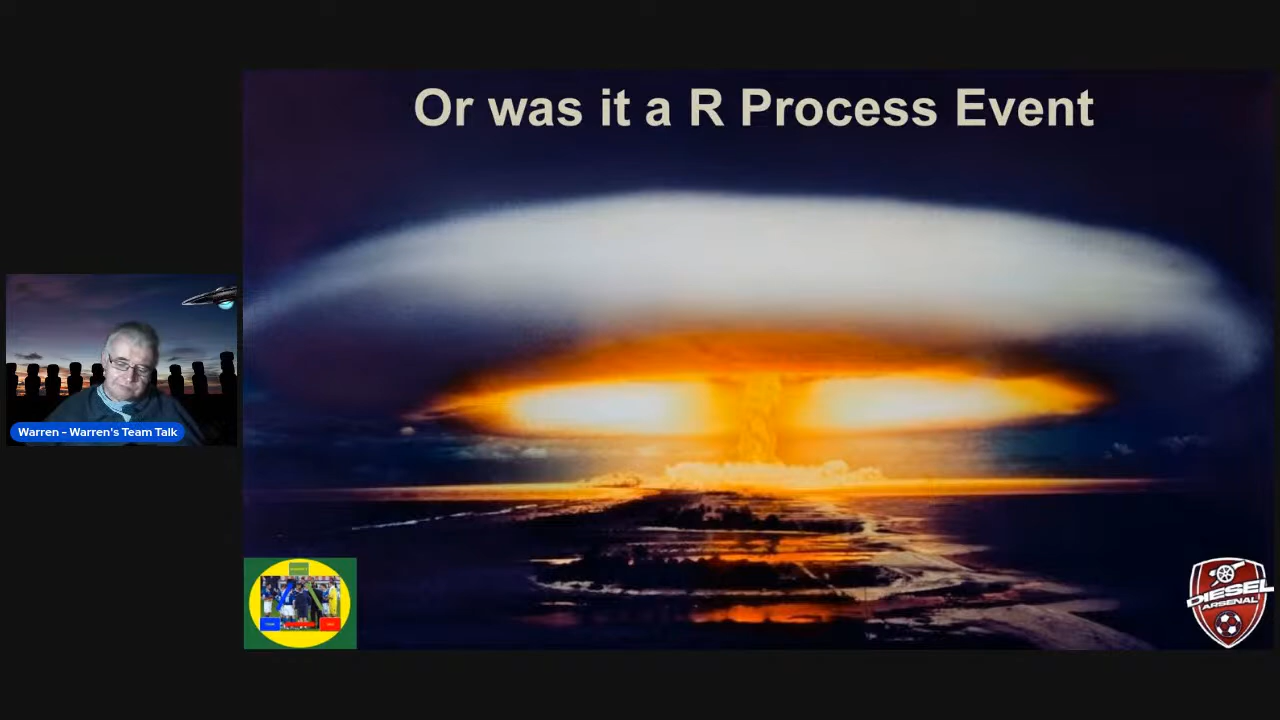 Or was it a R Process Event
Warren – Warren's Team Talk
DIESEL
ARSENAL